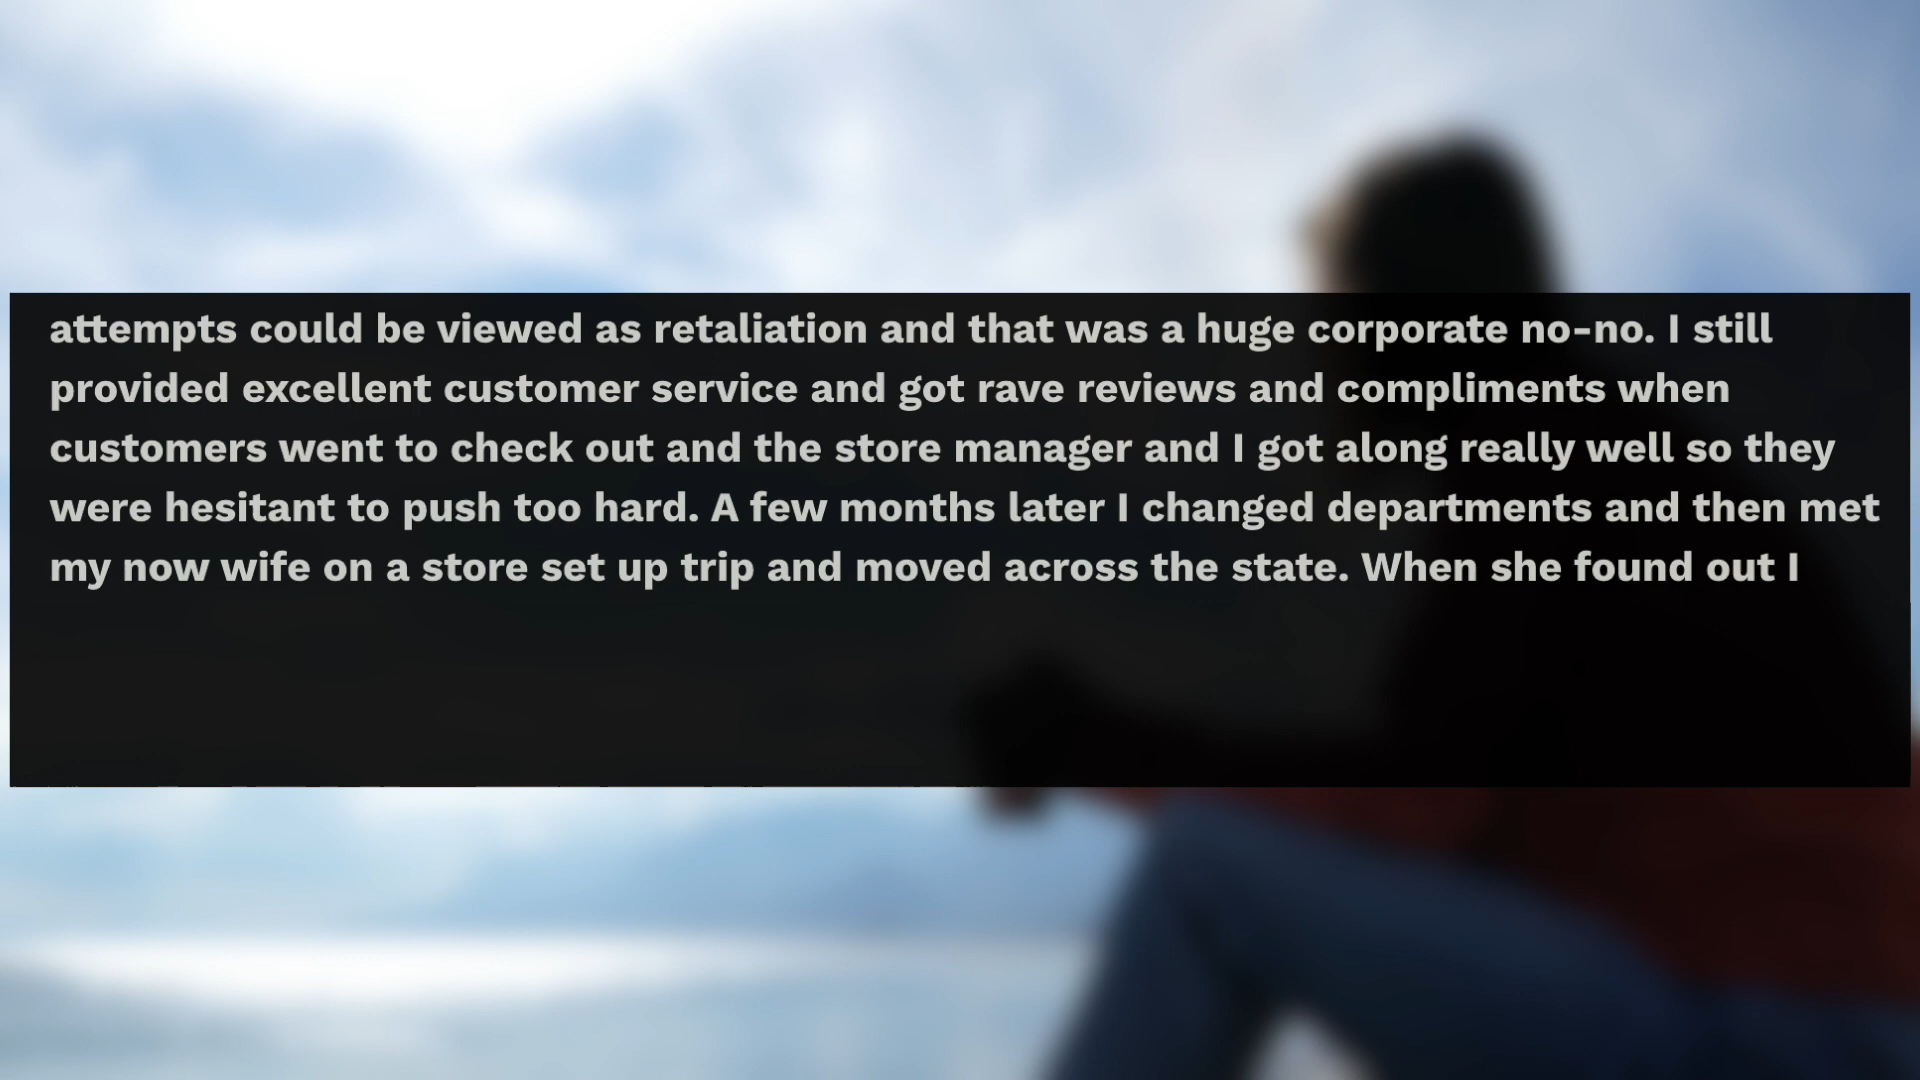 attempts could be viewed as retaliation and that was a huge corporate no-no. I still
provided excellent customer service and got rave reviews and compliments when
customers went to check out and the store manager and I got along really well so they
were hesitant to push too hard. A few months later I changed departments and then met
my now wife on a store set up trip and moved across the state. When she found out I